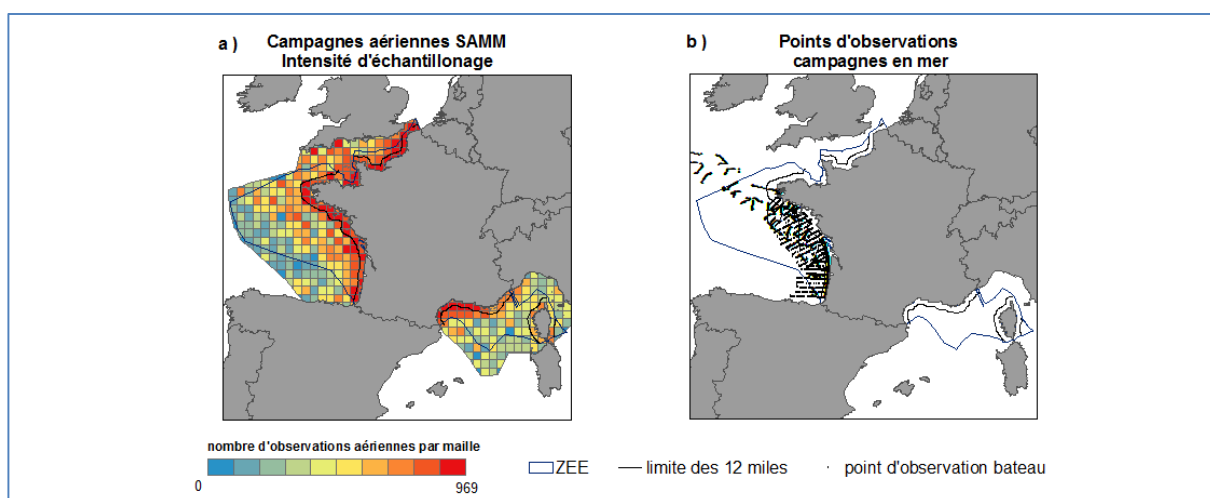 a )
Campagnes aériennes SAMM
Intensité d'échantillonage
b )
Points d'observations
campagnes en mer
nombre d'observations aériennes par maille
0
969
ZEE
limite des 12 miles
point d'observation bateau